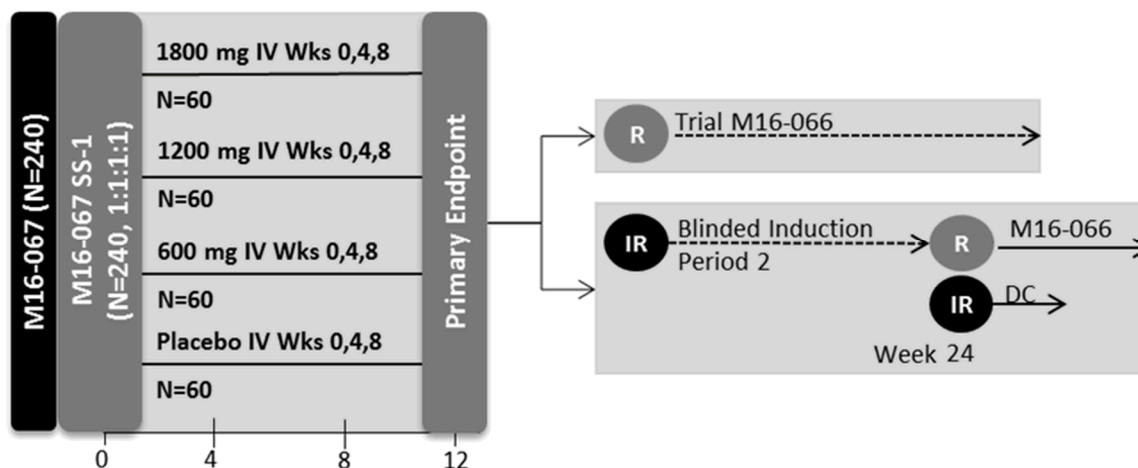 M16-067 (N=240)
M16-067 SS-1
(N=240, 1:1:1:1)
1800 mg IV Wks 0,4,8
N=60
1200 mg IV Wks 0,4,8
N=60
600 mg IV Wks 0,4,8
N=60
Placebo IV Wks 0,4,8
N=60
0
4
8
12
Primary Endpoint
R
Trial M16-066
IR
Blinded Induction
Period 2
R
M16-066
IR
DC
Week 24